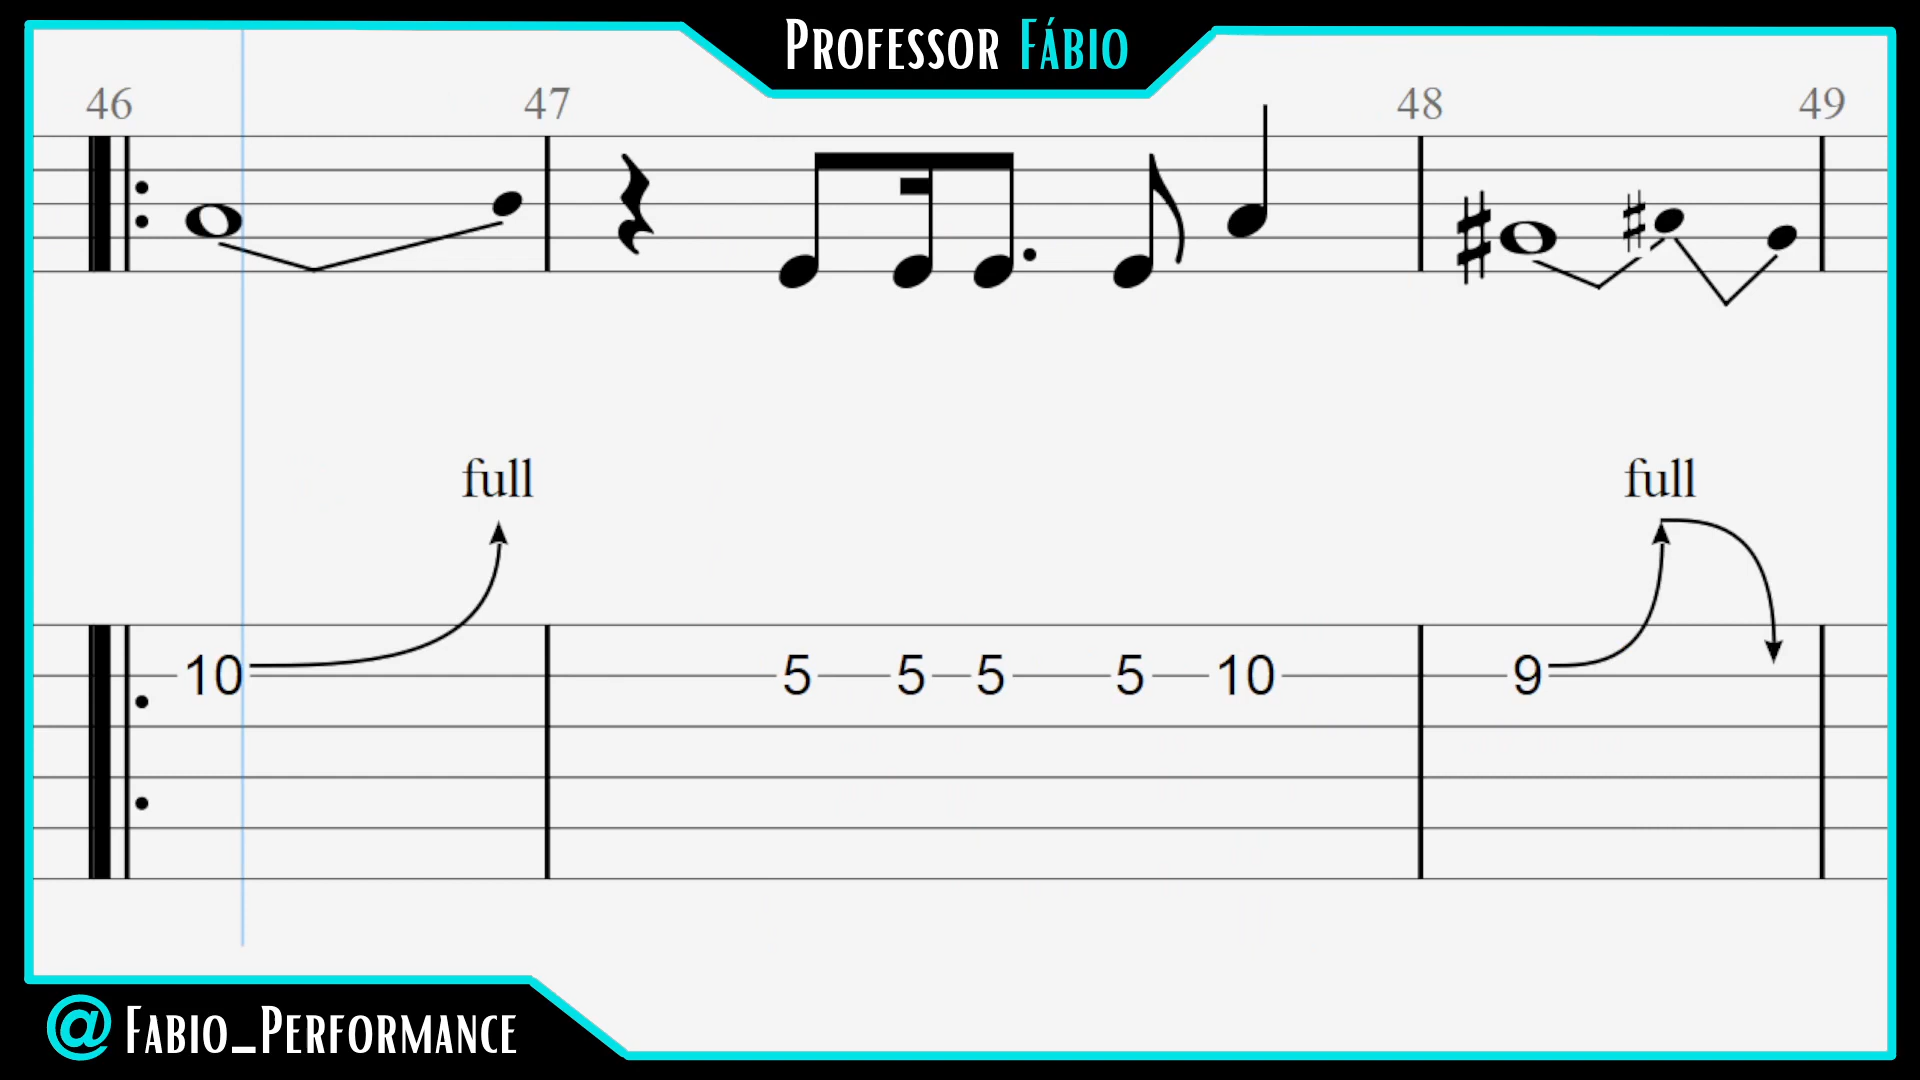 PROFESSOR FÁBIO
46 47 48 49
full full
10 5 5 5 5 10 9
@FABIO_PERFORMANCE